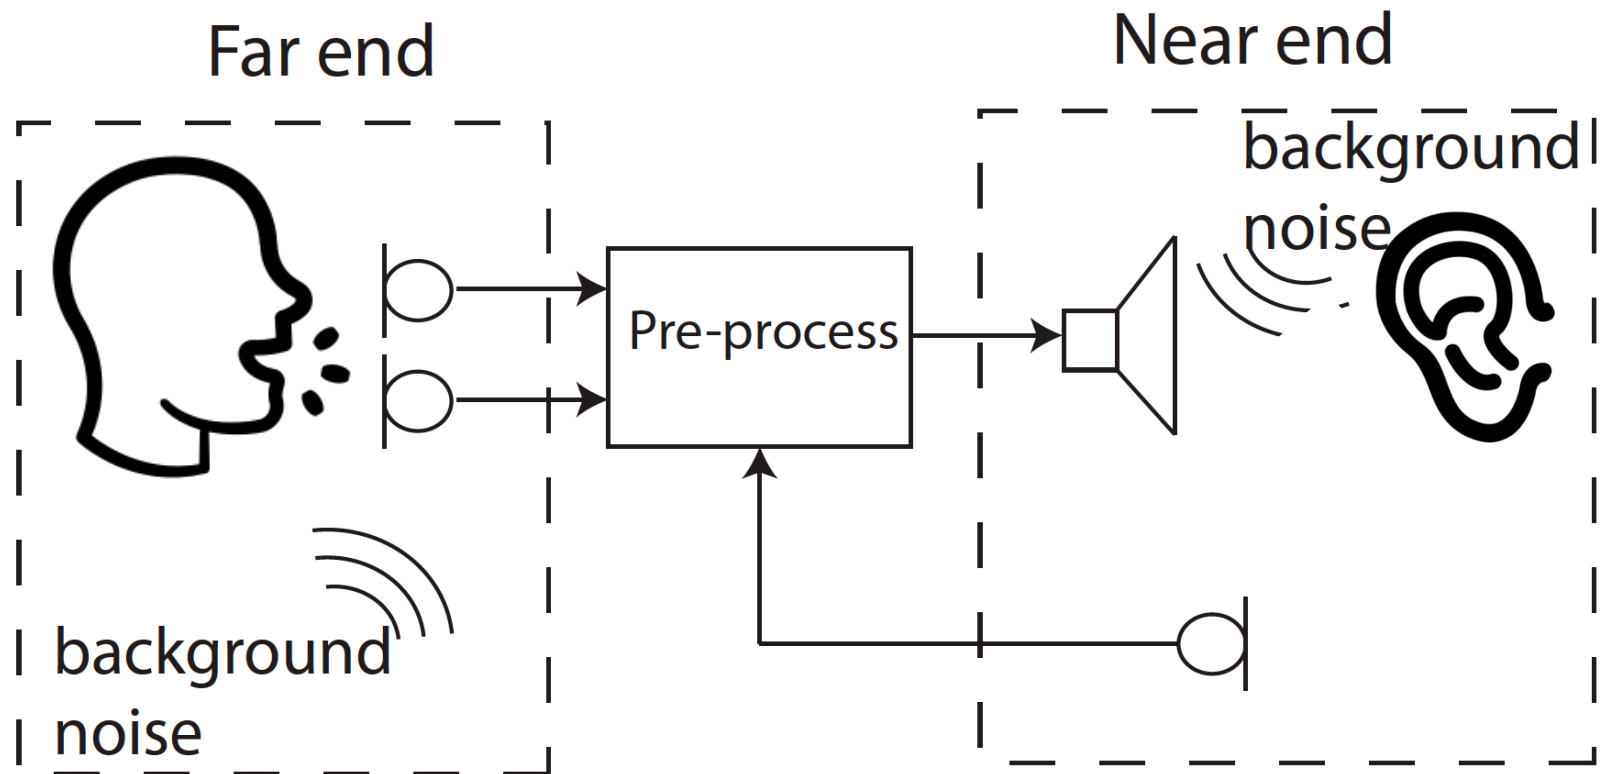 Far end
Near end
background
noise
Pre-process
background
noise